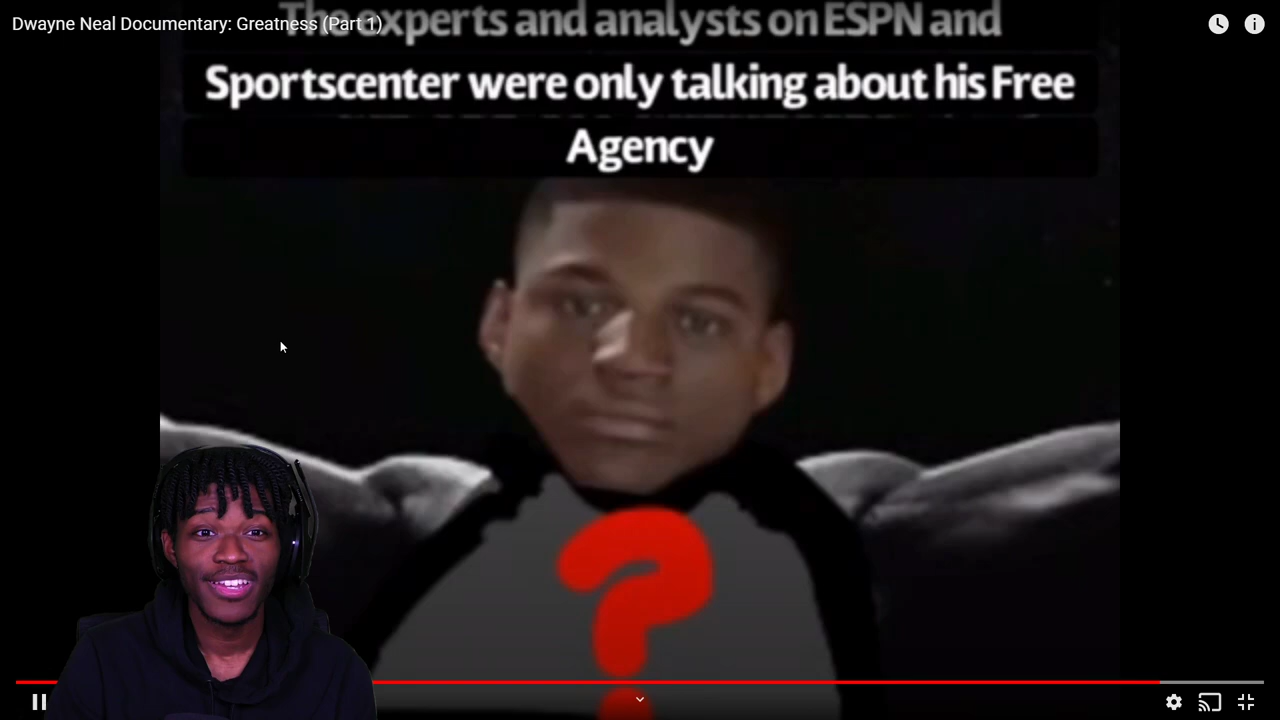 Dwayne Neal Documentary: Greatness (Part 1)
The experts and analysts on ESPN and
Sportscenter were only talking about his Free
Agency
?